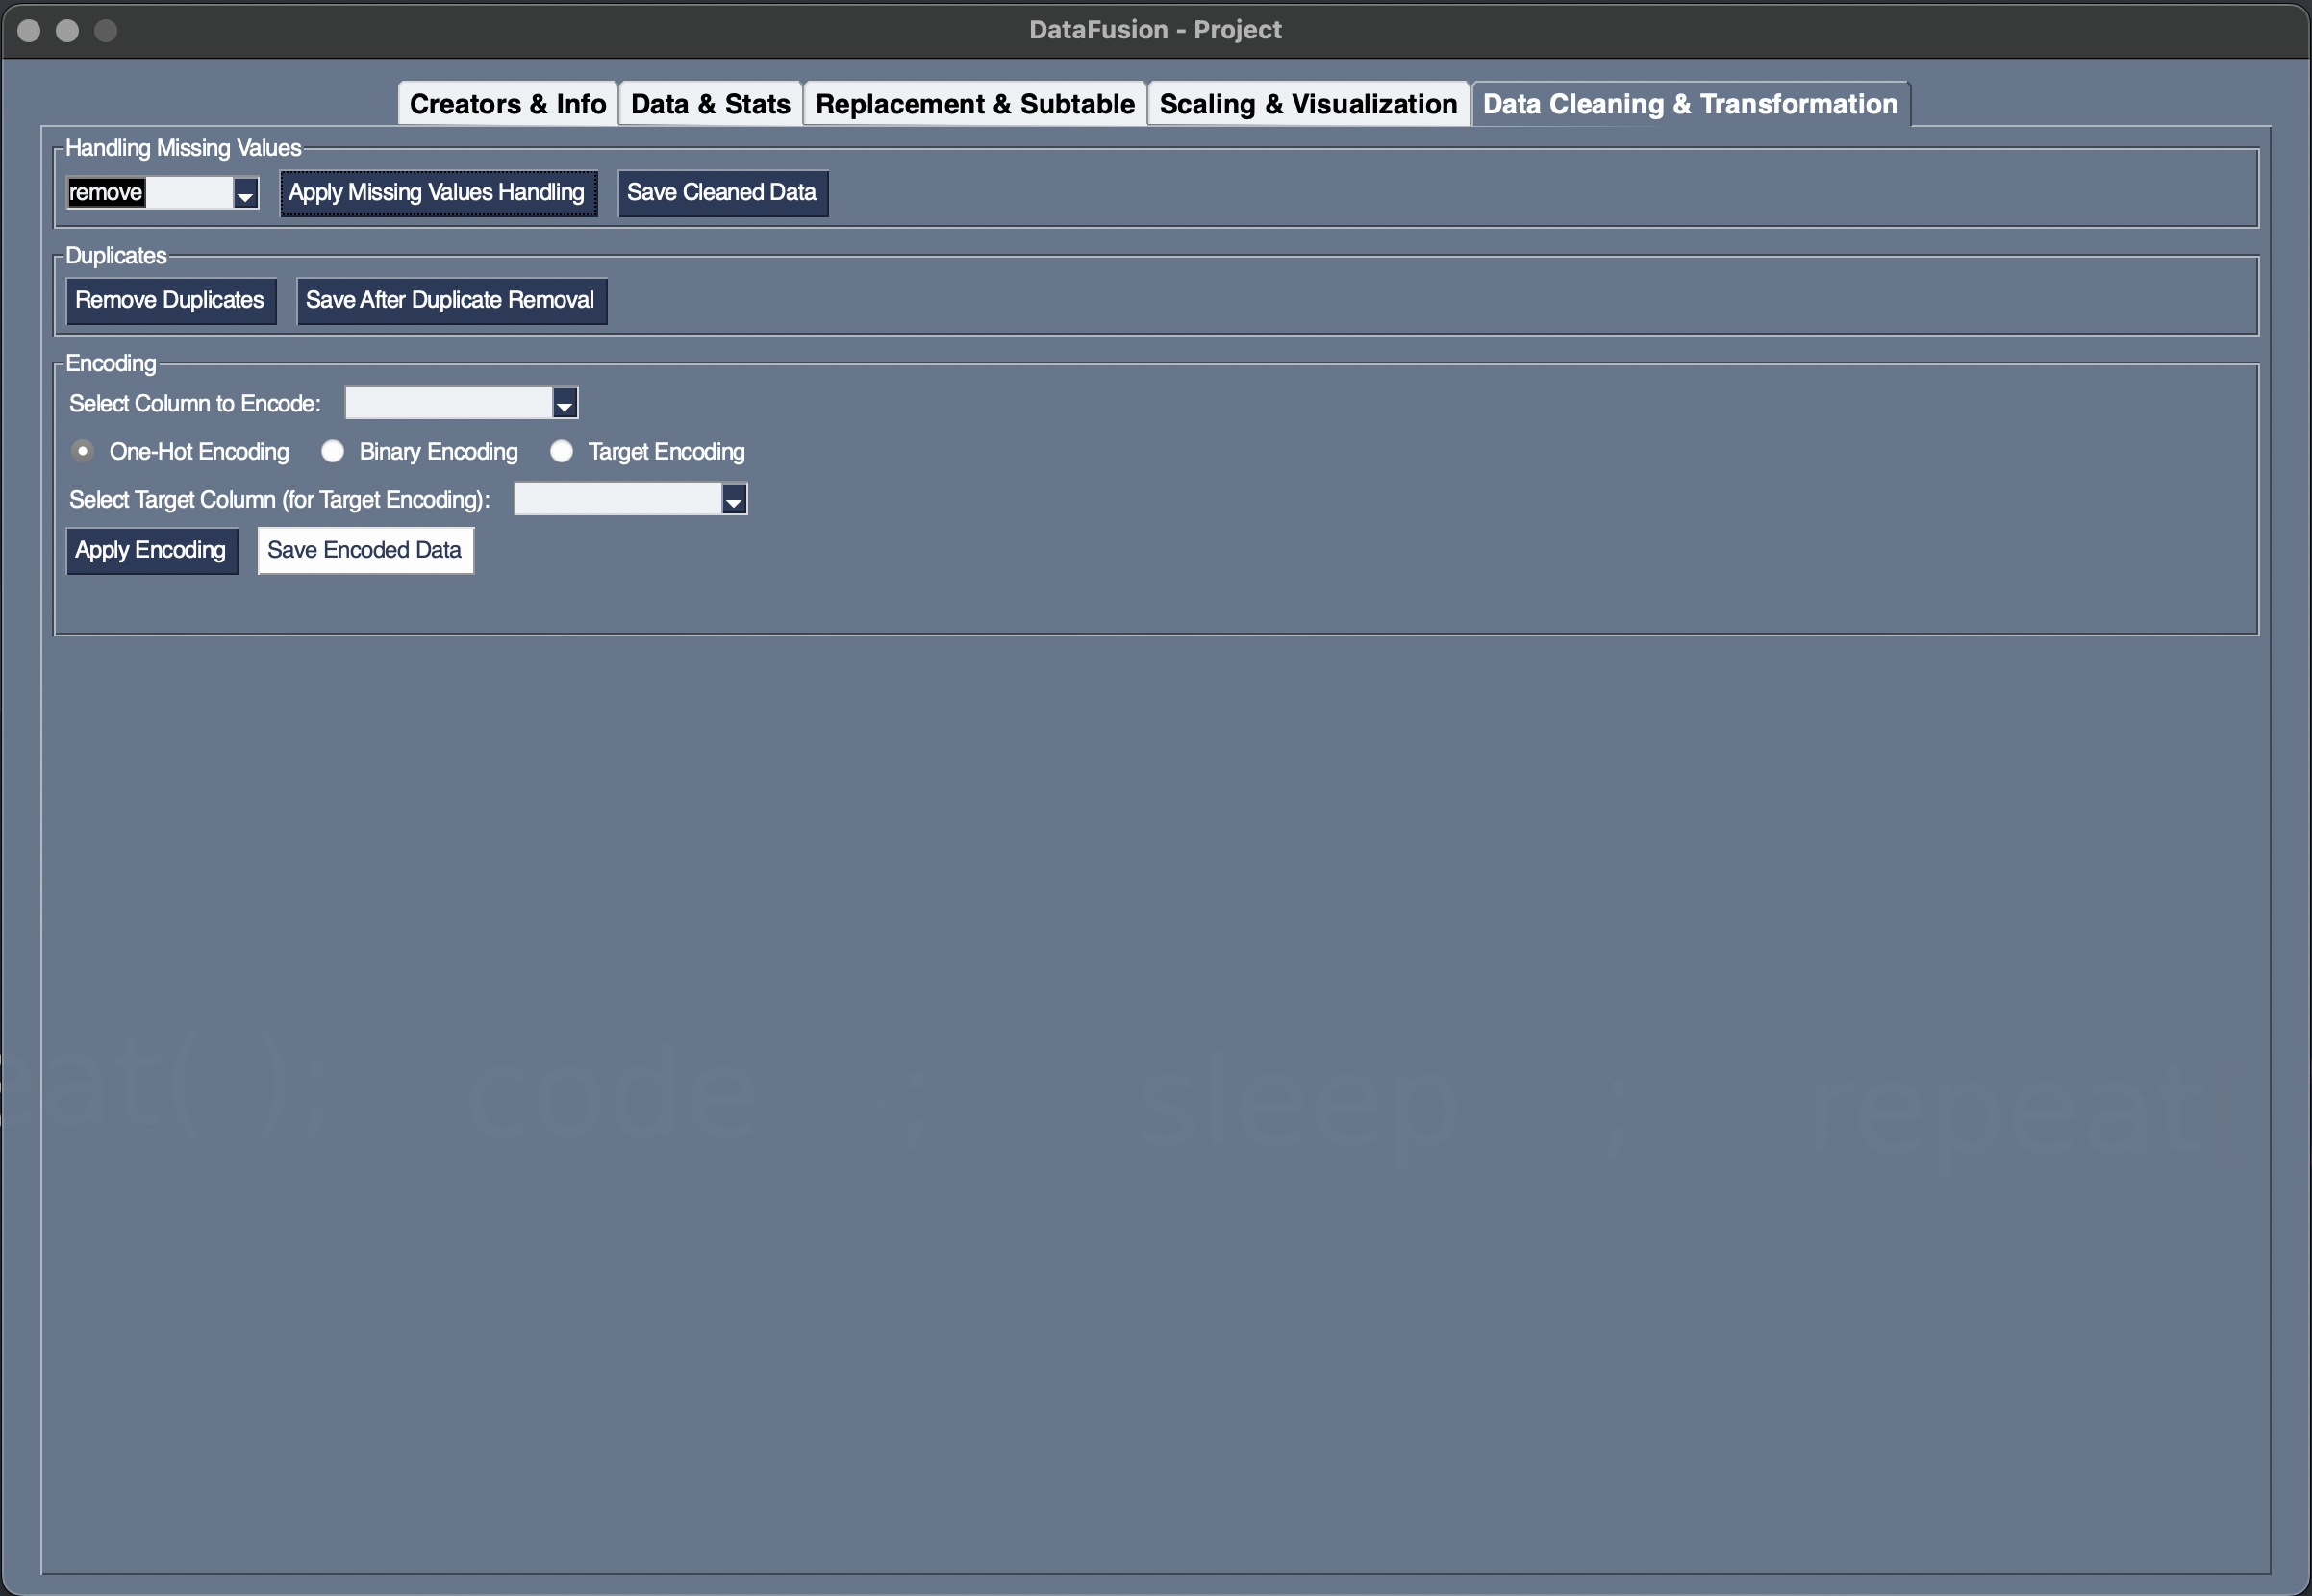 DataFusion - Project
Creators & Info Data & Stats Replacement & Subtable Scaling & Visualization Data Cleaning & Transformation
Handling Missing Values
remove Apply Missing Values Handling Save Cleaned Data
Duplicates
Remove Duplicates Save After Duplicate Removal
Encoding
Select Column to Encode:
One-Hot Encoding Binary Encoding Target Encoding
Select Target Column (for Target Encoding):
Apply Encoding Save Encoded Data
eat( ); code ); sleep ; repeat